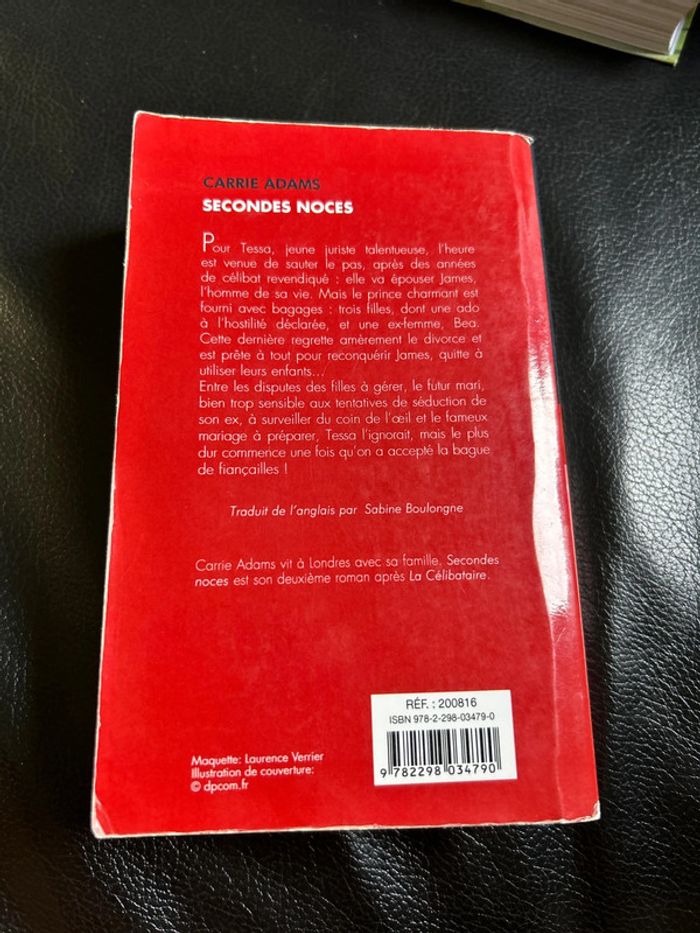 CARRIE ADAMS
SECONDES NOCES
Pour Tessa, jeune juriste talentueuse, l'heure
est venue de sauter le pas, après des années
de célibat revendiqué : elle va épouser James,
l'homme de sa vie. Mais le prince charmant est
fourni avec bagages : trois filles, dont une ado
à l'hostilité déclarée, et une ex-femme, Bea.
Cette dernière regrette amèrement le divorce et
est prête à tout pour reconquérir James, quitte à
utiliser leurs enfants...
Entre les disputes des filles à gérer, le futur mari,
bien trop sensible aux tentatives de séduction de
son ex, à surveiller du coin de l'œil et le fameux
mariage à préparer, Tessa l'ignorait, mais le plus
dur commence une fois qu'on a accepté la bague
de fiançailles !
Traduit de l'anglais par Sabine Boulongne
Carrie Adams vit à Londres avec sa famille. Secondes
noces est son deuxième roman après La Célibataire.
RÉF. : 200816
ISBN 978-2-298-03479-0
9 782298 034790
Maquette: Laurence Verrier
Illustration de couverture:
© dpcom.fr